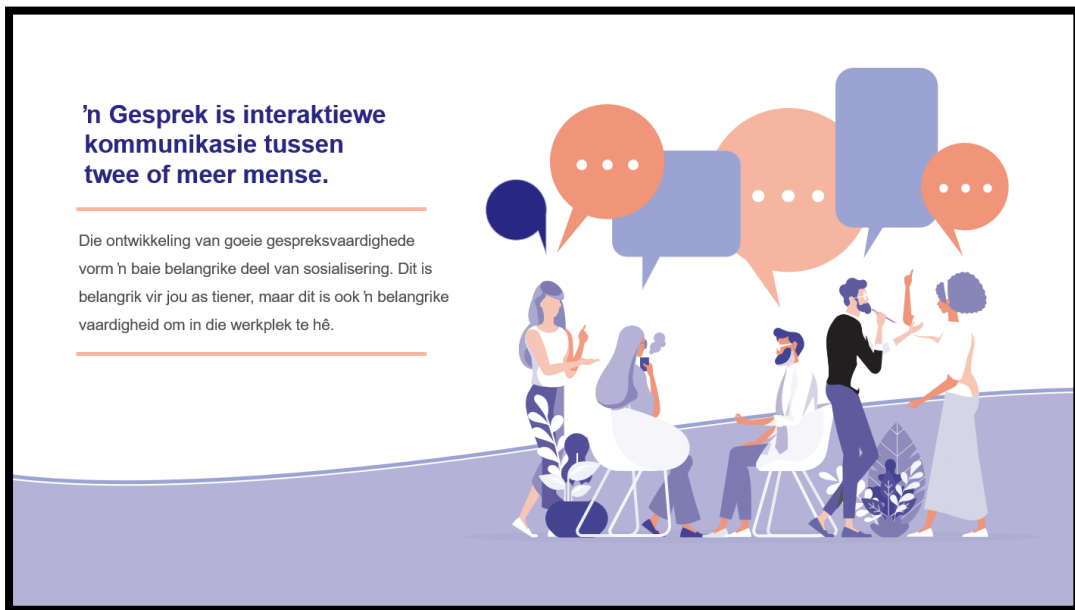 'n Gesprek is interaktiewe
kommunikasie tussen
twee of meer mense.
Die ontwikkeling van goeie gespreksvaardighede
vorm 'n baie belangrike deel van sosialisering. Dit is
belangrik vir jou as tiener, maar dit is ook 'n belangrike
vaardigheid om in die werkplek te hê.